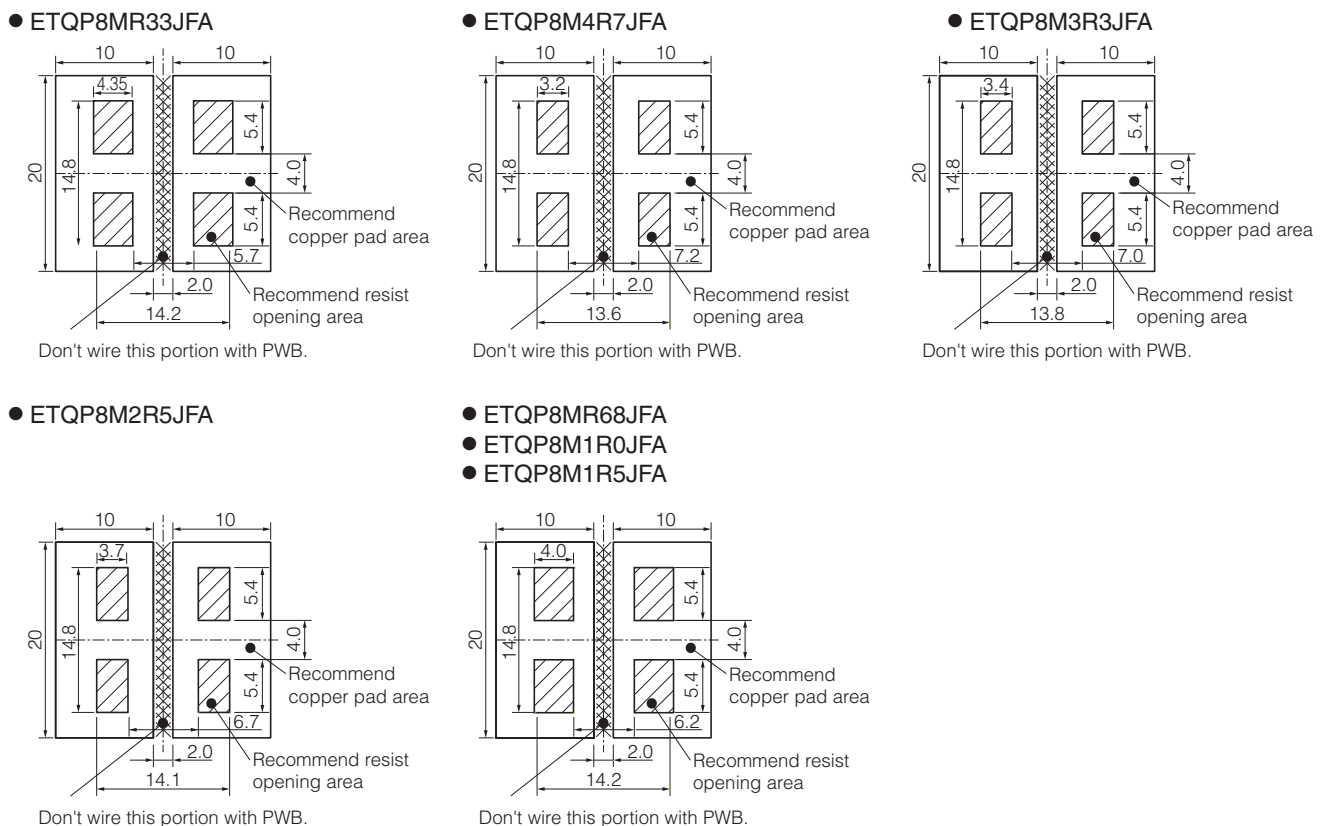 ● ETQP8MR33JFA
10
10
4.35
20
14.8
5.4
4.0
5.4
Recommend
copper pad area
5.7
2.0
Recommend resist
opening area
14.2
Don't wire this portion with PWB.
● ETQP8M4R7JFA
10
10
3.2
20
14.8
5.4
4.0
5.4
Recommend
copper pad area
7.2
2.0
Recommend resist
opening area
13.6
Don't wire this portion with PWB.
● ETQP8M3R3JFA
10
10
3.4
20
14.8
5.4
4.0
5.4
Recommend
copper pad area
7.0
2.0
Recommend resist
opening area
13.8
Don't wire this portion with PWB.
● ETQP8M2R5JFA
10
10
3.7
20
14.8
5.4
4.0
5.4
Recommend
copper pad area
6.7
2.0
Recommend resist
opening area
14.1
Don't wire this portion with PWB.
● ETQP8MR68JFA
● ETQP8M1R0JFA
● ETQP8M1R5JFA
10
10
4.0
20
14.8
5.4
4.0
5.4
Recommend
copper pad area
6.2
2.0
Recommend resist
opening area
14.2
Don't wire this portion with PWB.